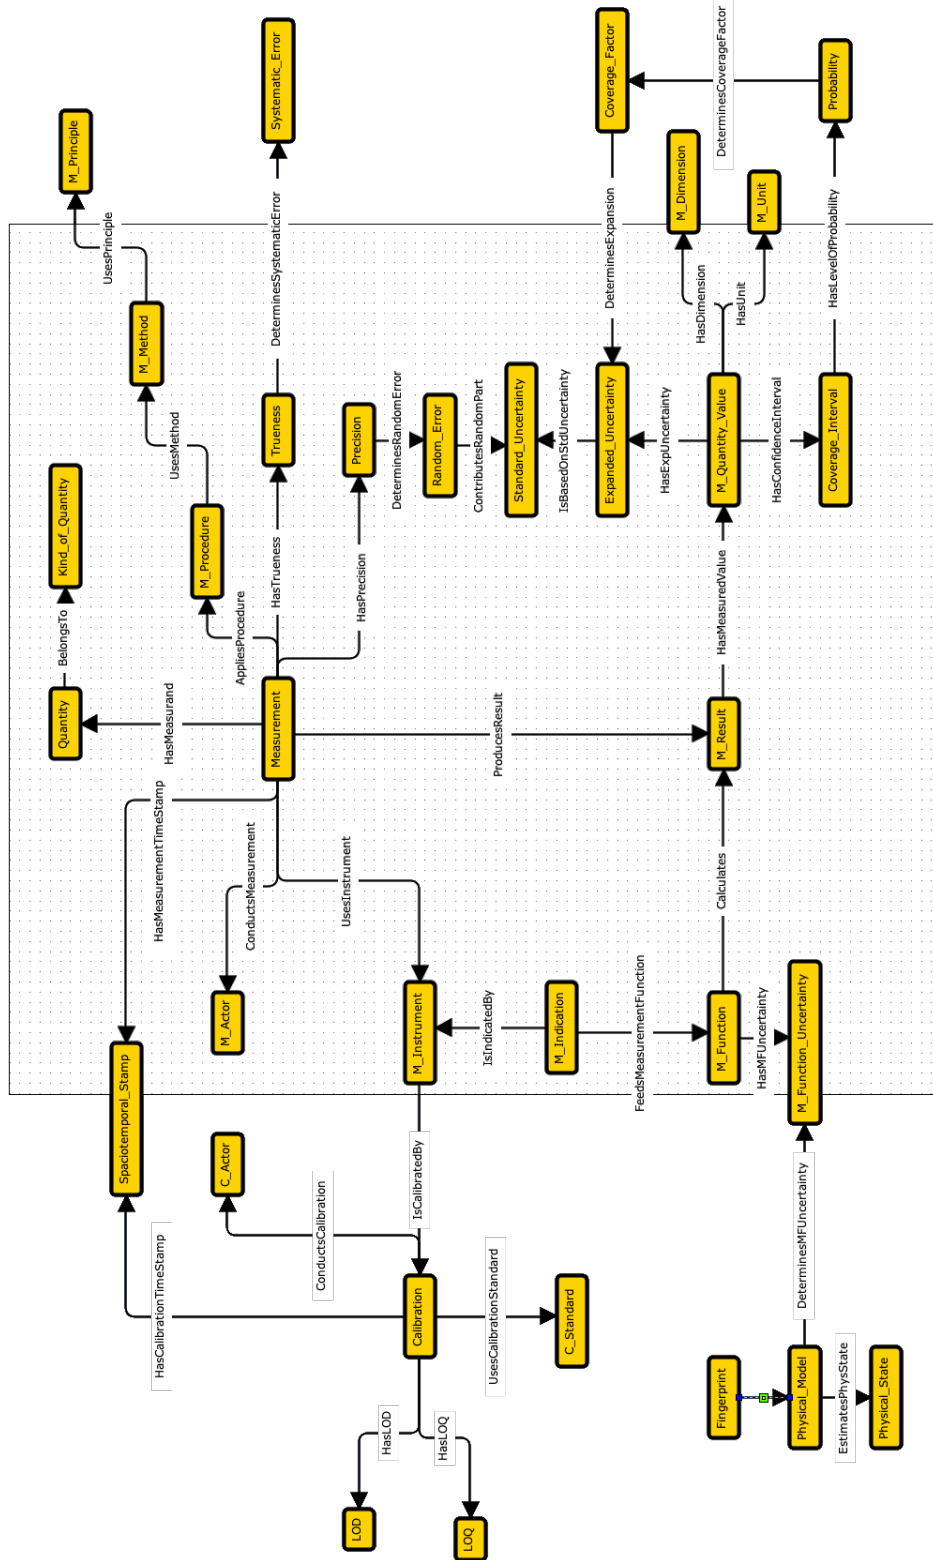 Systematic_Error
Coverage_Factor
DeterminesCoverageFactor
Probability
M_Principle
M_Dimension
M_Unit
UsesPrinciple
DeterminesSystematicError
DeterminesExpansion
HasLevelOfProbability
HasDimension
HasUnit
M_Method
Trueness
Precision
DeterminesRandomError
Random_Error
ContributesRandomPart
Standard_Uncertainty
IsBasedOnStdUncertainty
Expanded_Uncertainty
HasExpUncertainty
M_Quantity_Value
HasConfidenceInterval
Coverage_Interval
UsesMethod
Kind_of_Quantity
M_Procedure
HasTrueness
HasPrecision
HasMeasuredValue
BelongsTo
AppliesProcedure
Quantity
HasMeasurand
Measurement
ProducesResult
M_Result
HasMeasurementTimeStamp
ConductsMeasurement
UsesInstrument
Calculates
M_Actor
M_Instrument
IsIndicatedBy
M_Indication
FeedsMeasurementFunction
M_Function
HasMFUncertainty
M_Function_Uncertainty
Spaciotemporal_Stamp
C_Actor
IsCalibratedBy
DeterminesMFUncertainty
HasCalibrationTimeStamp
ConductsCalibration
Calibration
UsesCalibrationStandard
C_Standard
Fingerprint
Physical_Model
EstimatesPhysState
Physical_State
HasLOD
HasLOQ
LOD
LOQ